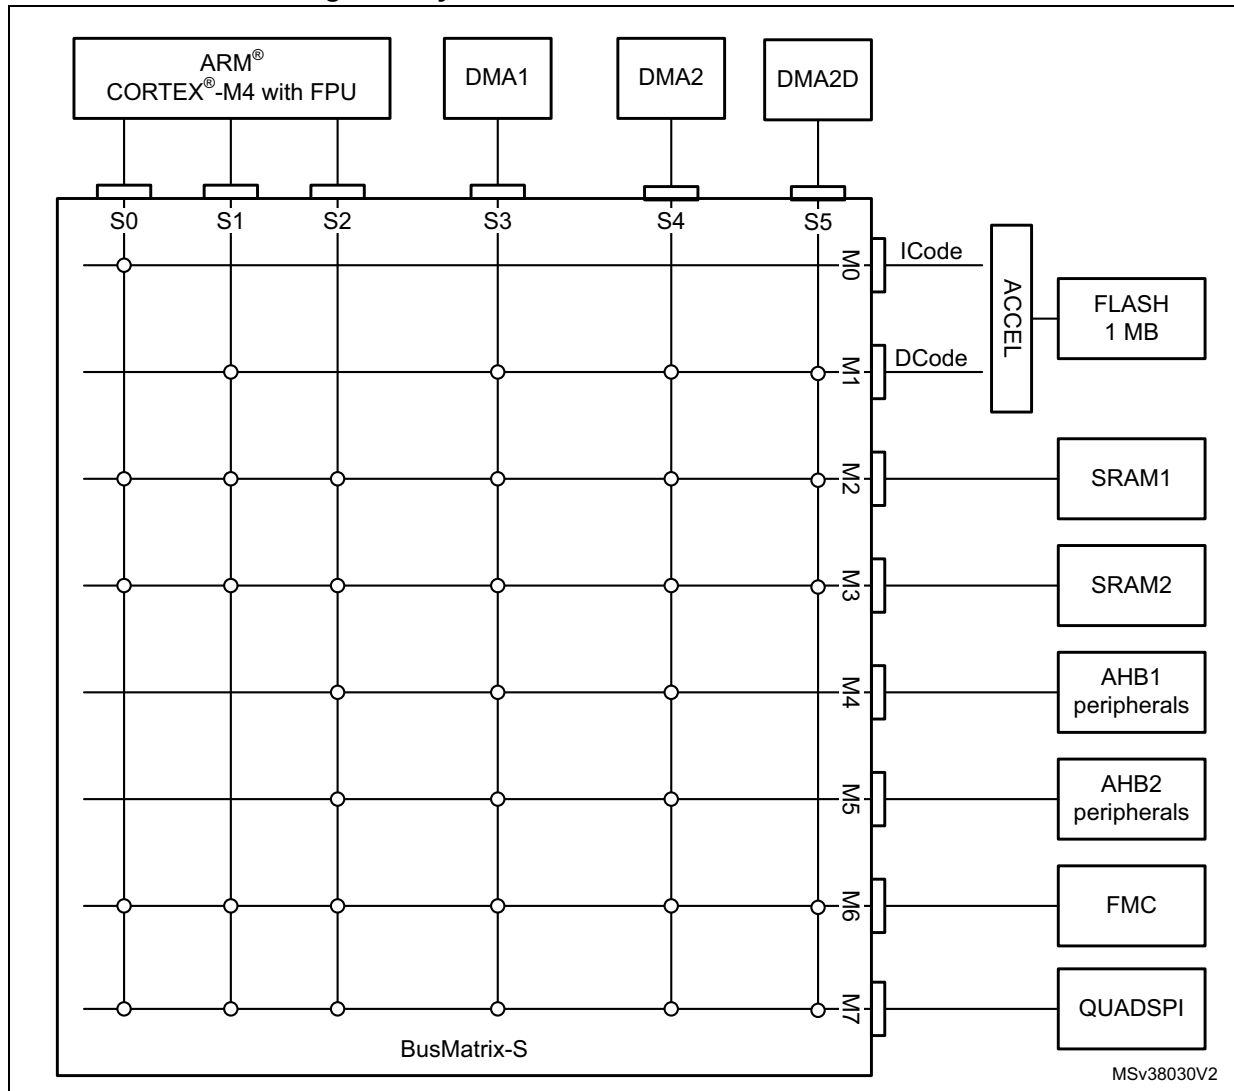 ARM®
CORTEX®-M4 with FPU
DMA1
DMA2
DMA2D
S0
S1
S2
S3
S4
S5
M0
ICode
ACCEL
FLASH
1 MB
M1
DCode
M2
SRAM1
M3
SRAM2
M4
AHB1
peripherals
M5
AHB2
peripherals
M6
FMC
M7
QUADSPI
BusMatrix-S
MSv38030V2